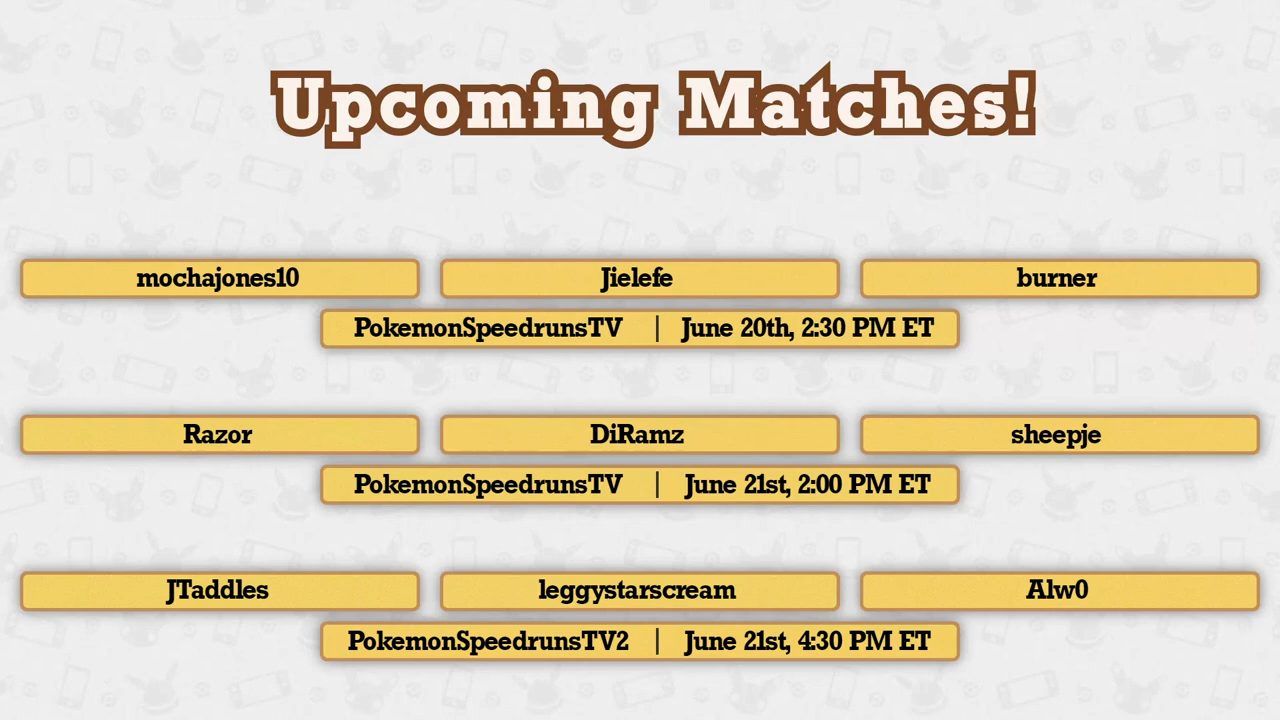 Upcoming Matches!
mochajones10 Jielefe burner
PokemonSpeedrunsTV | June 20th, 2:30 PM ET
Razor DiRamz sheepje
PokemonSpeedrunsTV | June 21st, 2:00 PM ET
JTaddles leggystarscream Alw0
PokemonSpeedrunsTV2 | June 21st, 4:30 PM ET